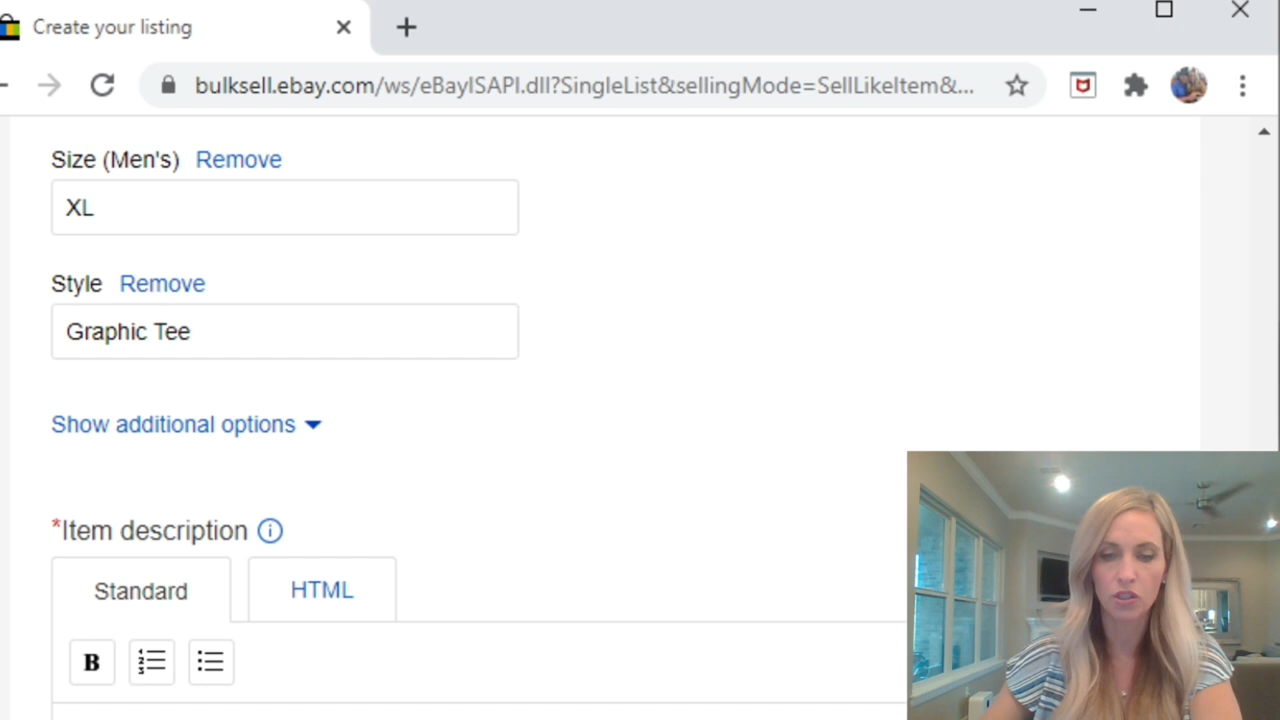 Create your listing
bulksell.ebay.com/ws/eBayISAPI.dll?SingleList&sellingMode=SellLikeItem&...
Size (Men's) Remove
XL
Style Remove
Graphic Tee
Show additional options
*Item description i
Standard HTML
B